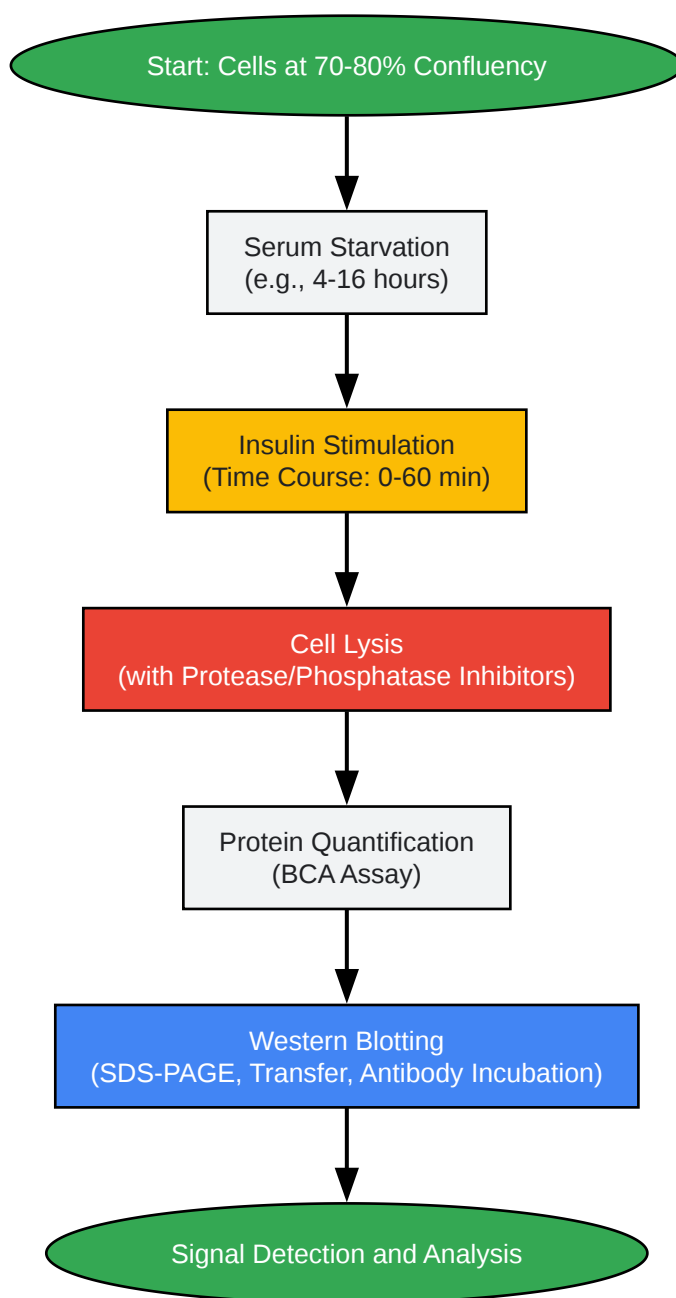 Start: Cells at 70-80% Confluency
Serum Starvation
(e.g., 4-16 hours)
Insulin Stimulation
(Time Course: 0-60 min)
Cell Lysis
(with Protease/Phosphatase Inhibitors)
Protein Quantification
(BCA Assay)
Western Blotting
(SDS-PAGE, Transfer, Antibody Incubation)
Signal Detection and Analysis